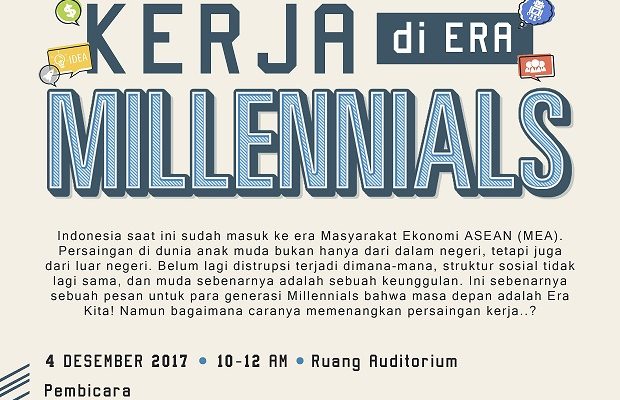 KERJA di ERA
IDEA
MILLENNIALS
Indonesia saat ini sudah masuk ke era Masyarakat Ekonomi ASEAN (MEA).
Persaingan di dunia anak muda bukan hanya dari dalam negeri, tetapi juga
dari luar negeri. Belum lagi distrupsi terjadi dimana-mana, struktur sosial tidak
lagi sama, dan muda sebenarnya adalah sebuah keunggulan. Ini sebenarnya
sebuah pesan untuk para generasi Millennials bahwa masa depan adalah Era
Kita! Namun bagaimana caranya memenangkan persaingan kerja..?
4 DESEMBER 2017 • 10-12 AM • Ruang Auditorium
Pembicara